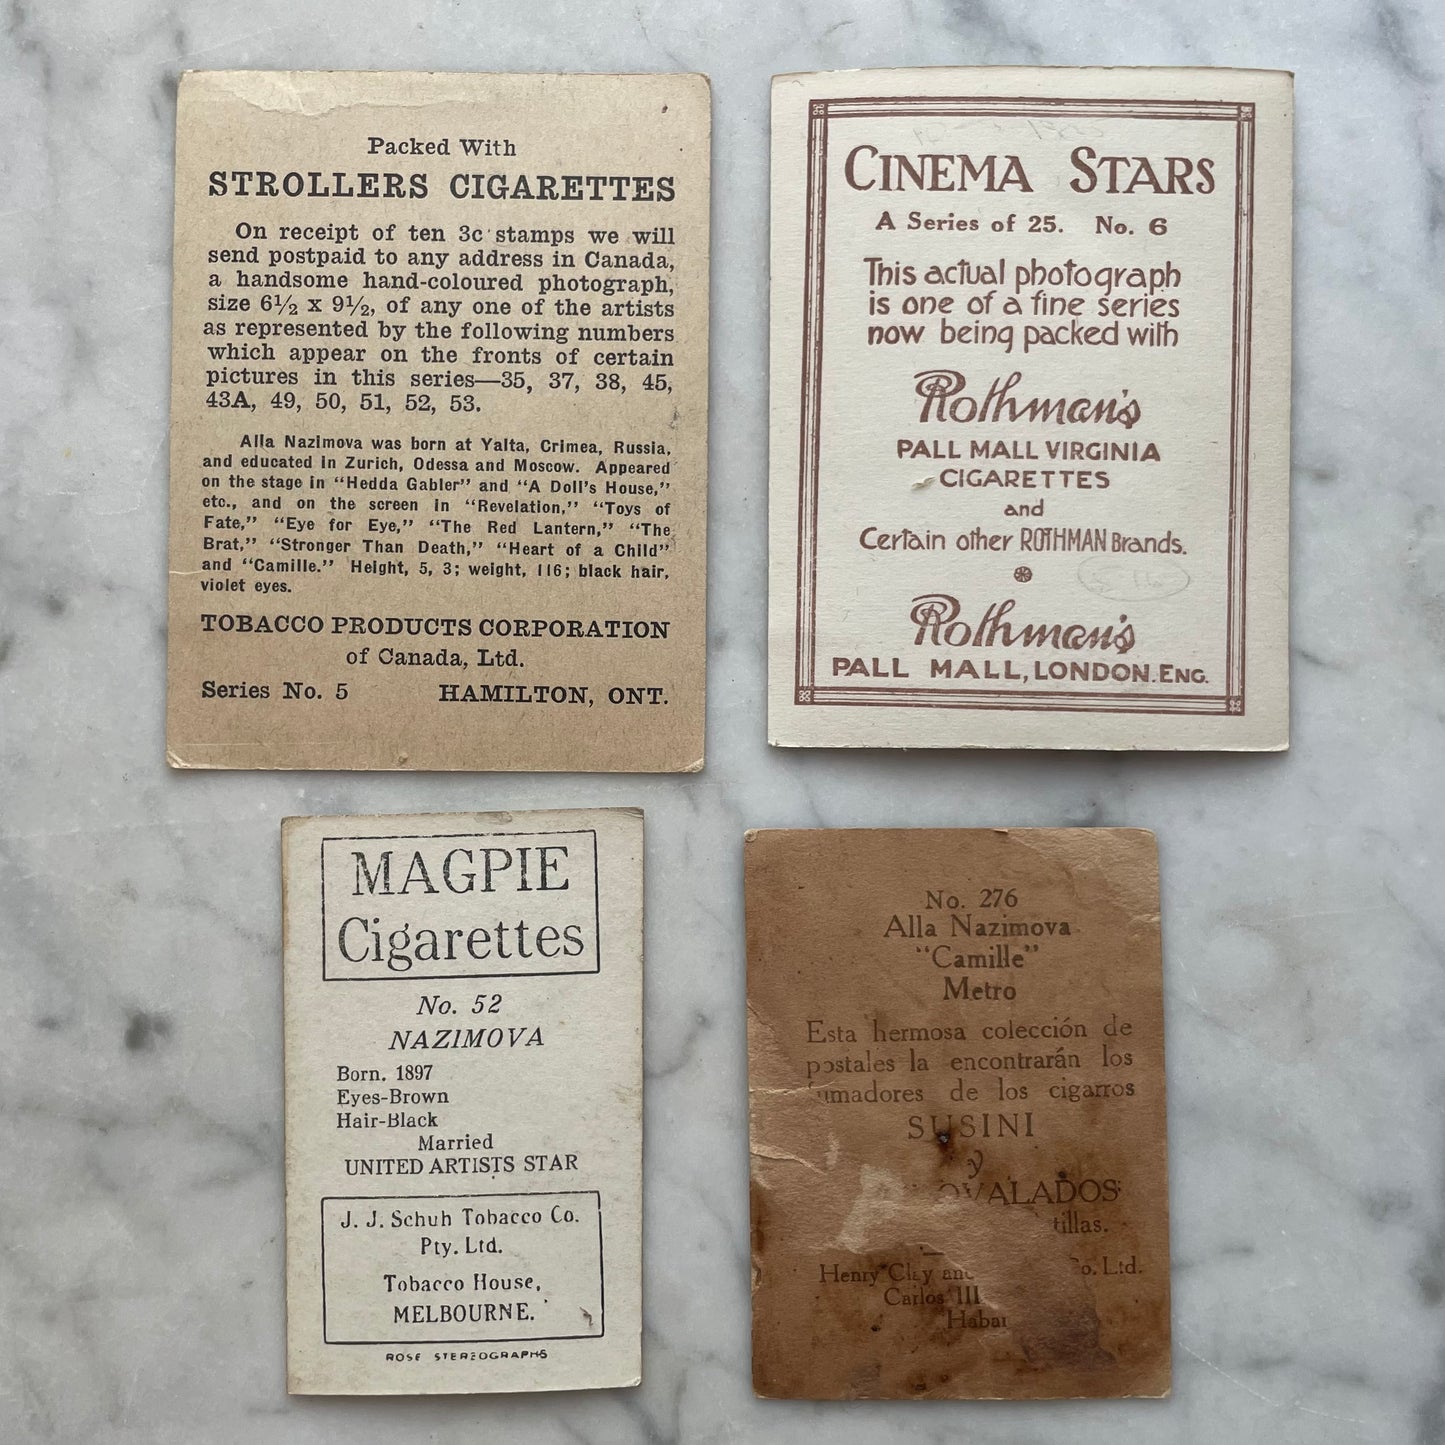 Packed With
STROLLERS CIGARETTES
On receipt of ten 3c stamps we will
send postpaid to any address in Canada,
a handsome hand-coloured photograph,
size 6½ x 9½, of any one of the artists
as represented by the following numbers
which appear on the fronts of certain
pictures in this series—35, 37, 38, 45,
43A, 49, 50, 51, 52, 53.
Alla Nazimova was born at Yalta, Crimea, Russia,
and educated in Zurich, Odessa and Moscow. Appeared
on the stage in "Hedda Gabler" and "A Doll's House,"
etc., and on the screen in "Revelation," "Toys of
Fate," "Eye for Eye," "The Red Lantern," "The
Brat," "Stronger Than Death," "Heart of a Child"
and "Camille." Height, 5, 3; weight, 116; black hair,
violet eyes.
TOBACCO PRODUCTS CORPORATION
of Canada, Ltd.
Series No. 5 HAMILTON, ONT.
CINEMA STARS
A Series of 25. No. 6
This actual photograph
is one of a fine series
now being packed with
Rothman's
PALL MALL VIRGINIA
CIGARETTES
and
Certain other ROTHMAN Brands.
Rothman's
PALL MALL, LONDON. ENG.
MAGPIE
Cigarettes
No. 52
NAZIMOVA
Born. 1897
Eyes-Brown
Hair-Black
Married
UNITED ARTISTS STAR
J. J. Schuh Tobacco Co.
Pty. Ltd.
Tobacco House,
MELBOURNE.
ROSE STEREOGRAPHS
No. 276
Alla Nazimova
"Camille"
Metro
Esta hermosa colección de
postales la encontrarán los
fumadores de los cigarros
SUSINI
y
OVALADOS
Henry Clay and Co. Ltd.
Carlos III